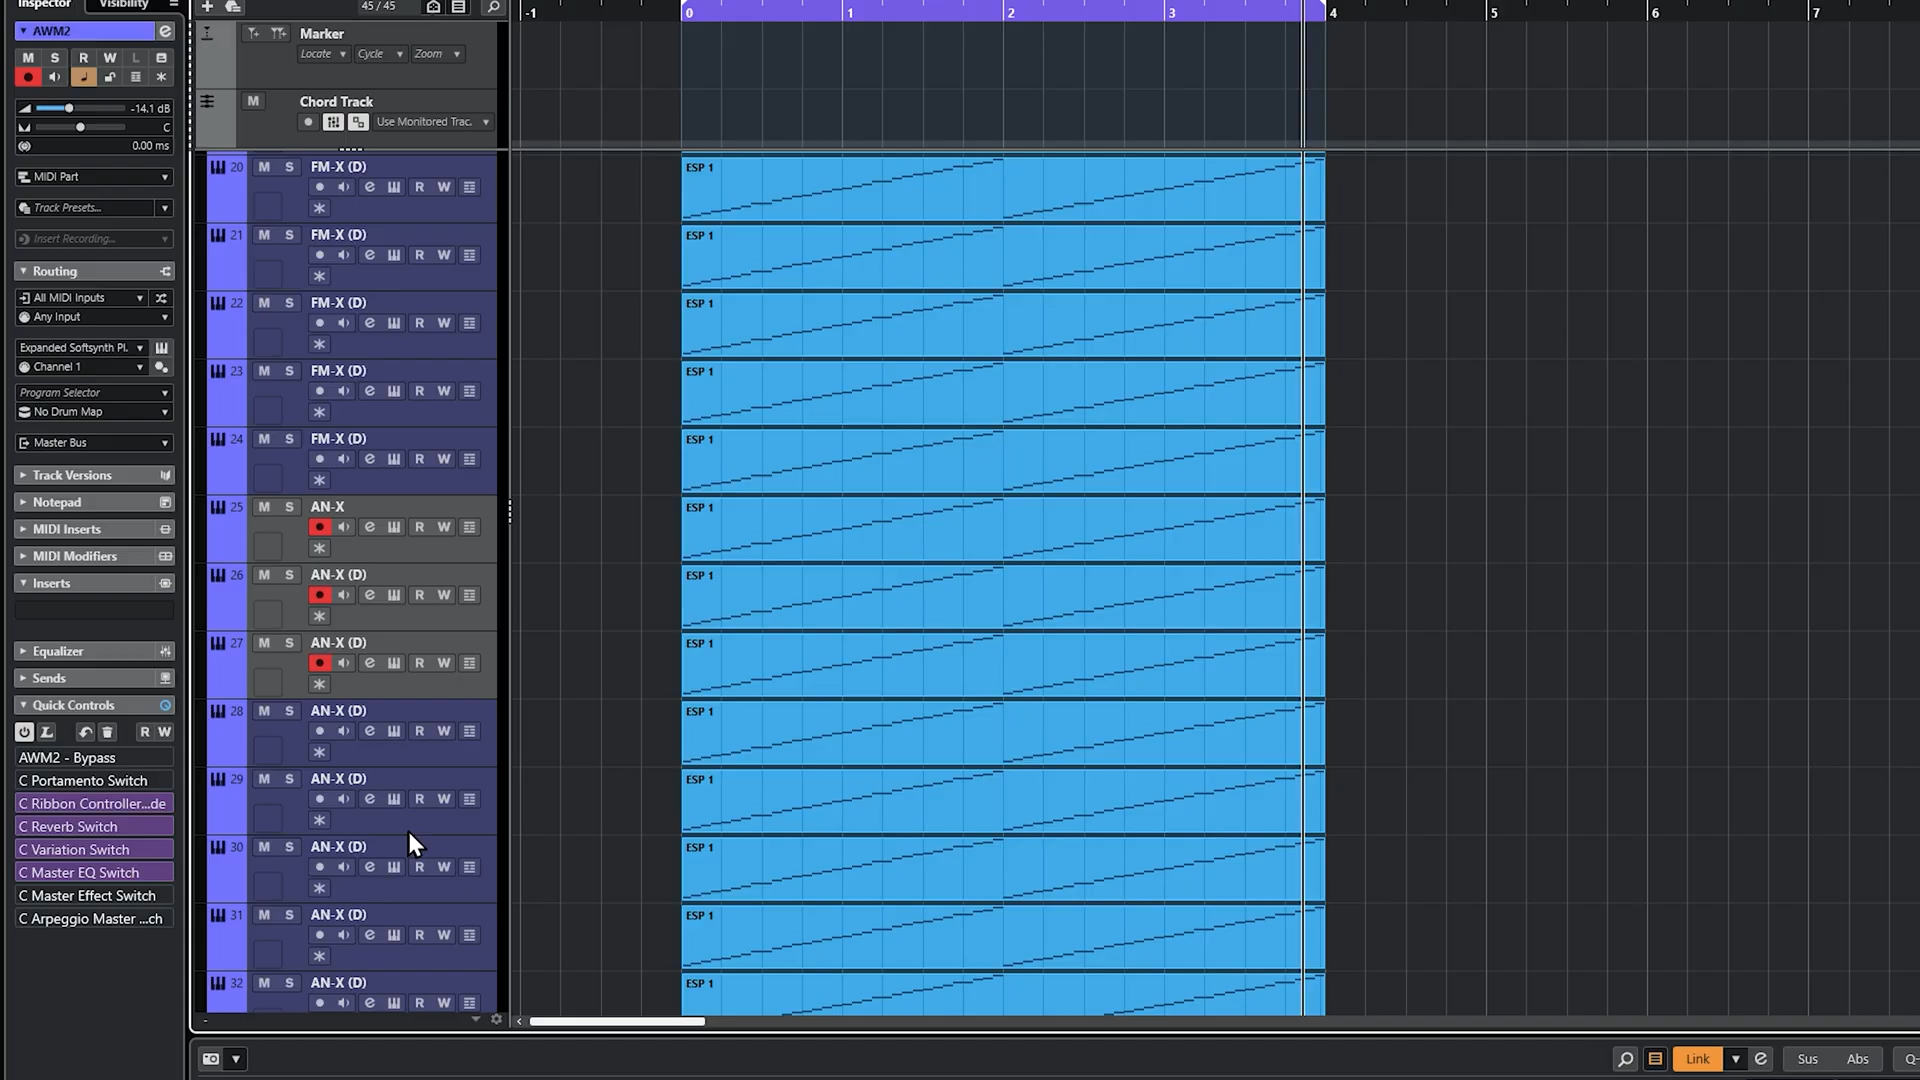 Inspector Visibility
AWM2
M S R W L
-14.1 dB
C
0.00 ms
MIDI Part
Track Presets...
Insert Recording...
Routing
All MIDI Inputs
Any Input
Expanded Softsynth Pl.
Channel 1
Program Selector
No Drum Map
Master Bus
Track Versions
Notepad
MIDI Inserts
MIDI Modifiers
Inserts
Equalizer
Sends
Quick Controls
R W
AWM2 - Bypass
C Portamento Switch
C Ribbon Controller...de
C Reverb Switch
C Variation Switch
C Master EQ Switch
C Master Effect Switch
C Arpeggio Master ...ch
45 / 45
Marker
Locate Cycle Zoom
M Chord Track
Use Monitored Trac.
20 M S FM-X (D)
e R W
21 M S FM-X (D)
e R W
22 M S FM-X (D)
e R W
23 M S FM-X (D)
e R W
24 M S FM-X (D)
e R W
25 M S AN-X
e R W
26 M S AN-X (D)
e R W
27 M S AN-X (D)
e R W
28 M S AN-X (D)
e R W
29 M S AN-X (D)
e R W
30 M S AN-X (D)
e R W
31 M S AN-X (D)
e R W
32 M S AN-X (D)
e R W
-1 0 1 2 3 4 5 6 7
ESP 1
ESP 1
ESP 1
ESP 1
ESP 1
ESP 1
ESP 1
ESP 1
ESP 1
ESP 1
ESP 1
ESP 1
ESP 1
Link e Sus Abs Q-